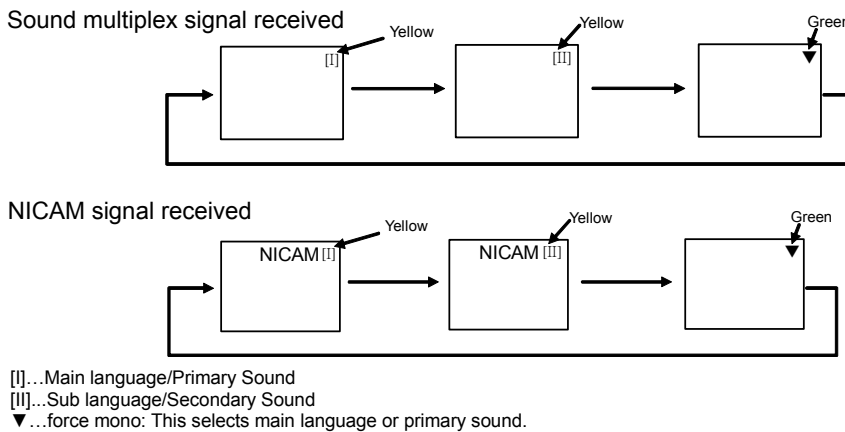 Sound multiplex signal received
Yellow Yellow Green
[I] [II] ▼
NICAM signal received
Yellow Yellow Green
NICAM [I] NICAM [II] ▼
[I]…Main language/Primary Sound
[II]...Sub language/Secondary Sound
▼…force mono: This selects main language or primary sound.